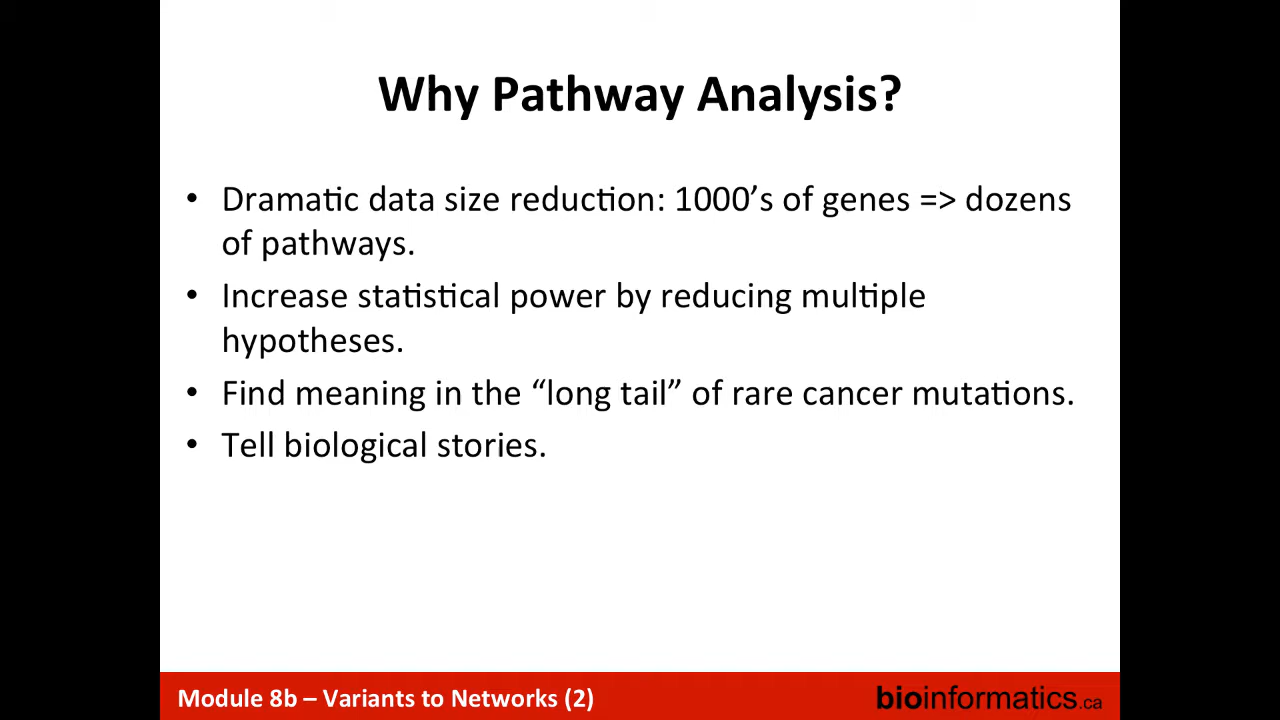 Why Pathway Analysis?
• Dramatic data size reduction: 1000’s of genes => dozens
of pathways.
• Increase statistical power by reducing multiple
hypotheses.
• Find meaning in the “long tail” of rare cancer mutations.
• Tell biological stories.
Module 8b – Variants to Networks (2)
bioinformatics.ca